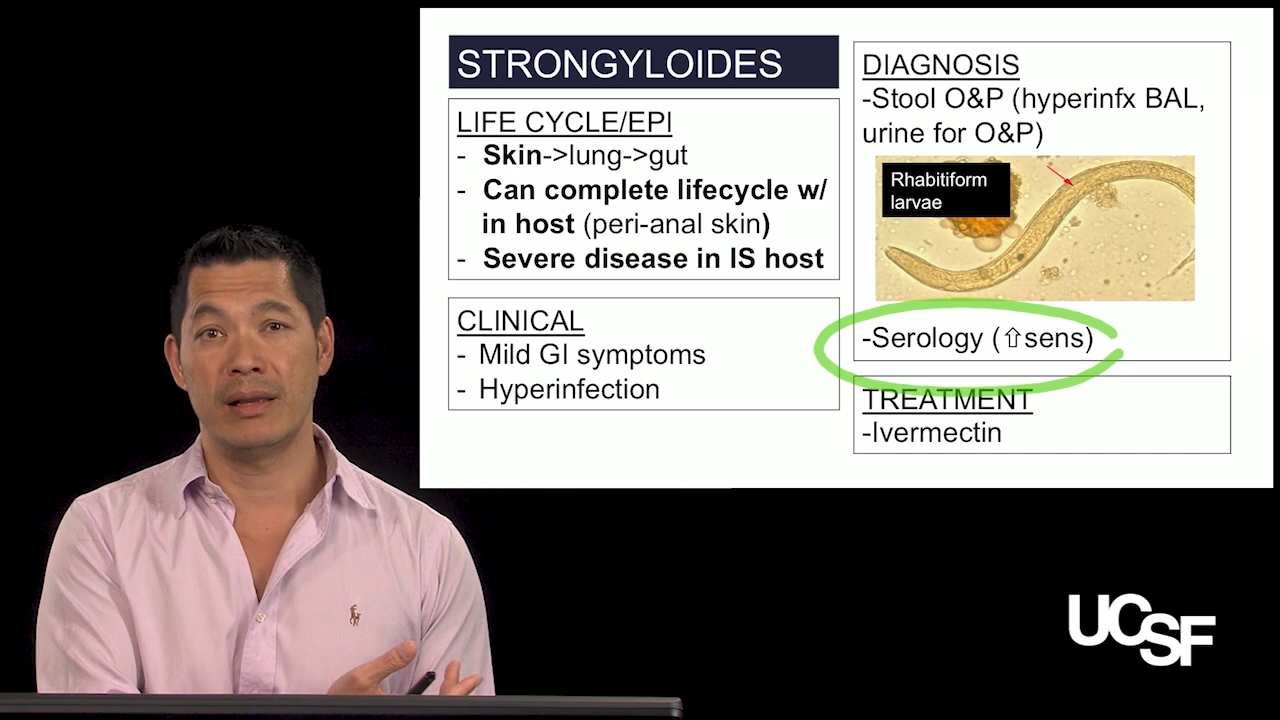 STRONGYLOIDES
LIFE CYCLE/EPI
- Skin->lung->gut
- Can complete lifecycle w/
in host (peri-anal skin)
- Severe disease in IS host
CLINICAL
- Mild GI symptoms
- Hyperinfection
DIAGNOSIS
-Stool O&P (hyperinfx BAL,
urine for O&P)
Rhabitiform
larvae
-Serology (⇧sens)
TREATMENT
-Ivermectin
UCSF